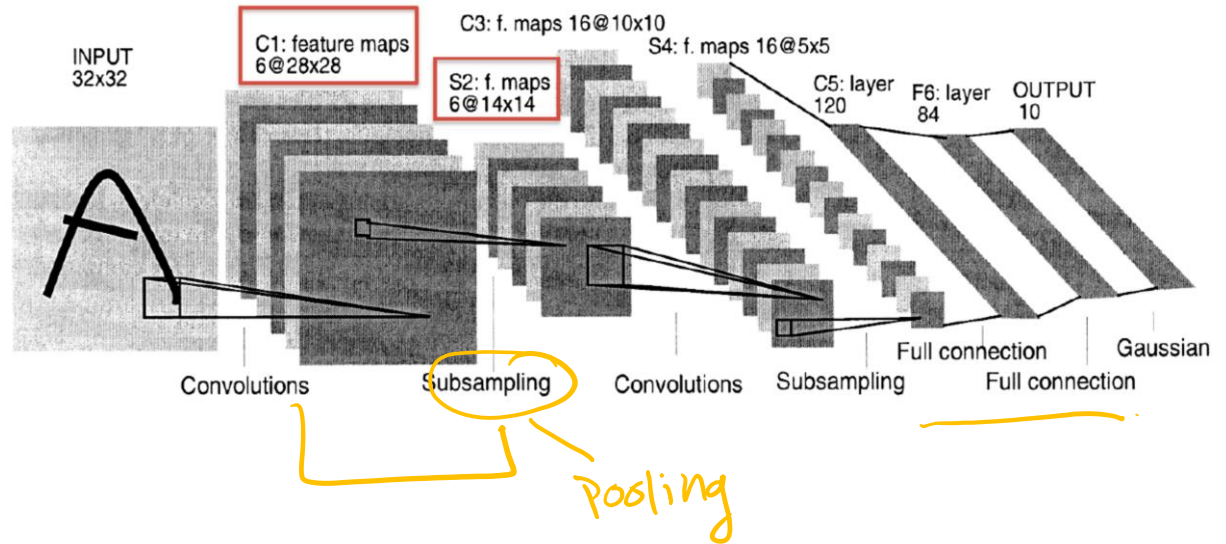 INPUT
32x32
C1: feature maps
6@28x28
S2: f. maps
6@14x14
C3: f. maps 16@10x10
S4: f. maps 16@5x5
C5: layer
120
F6: layer
84
OUTPUT
10
Convolutions
Subsampling
Convolutions
Subsampling
Full connection
Full connection
Gaussian
pooling
A